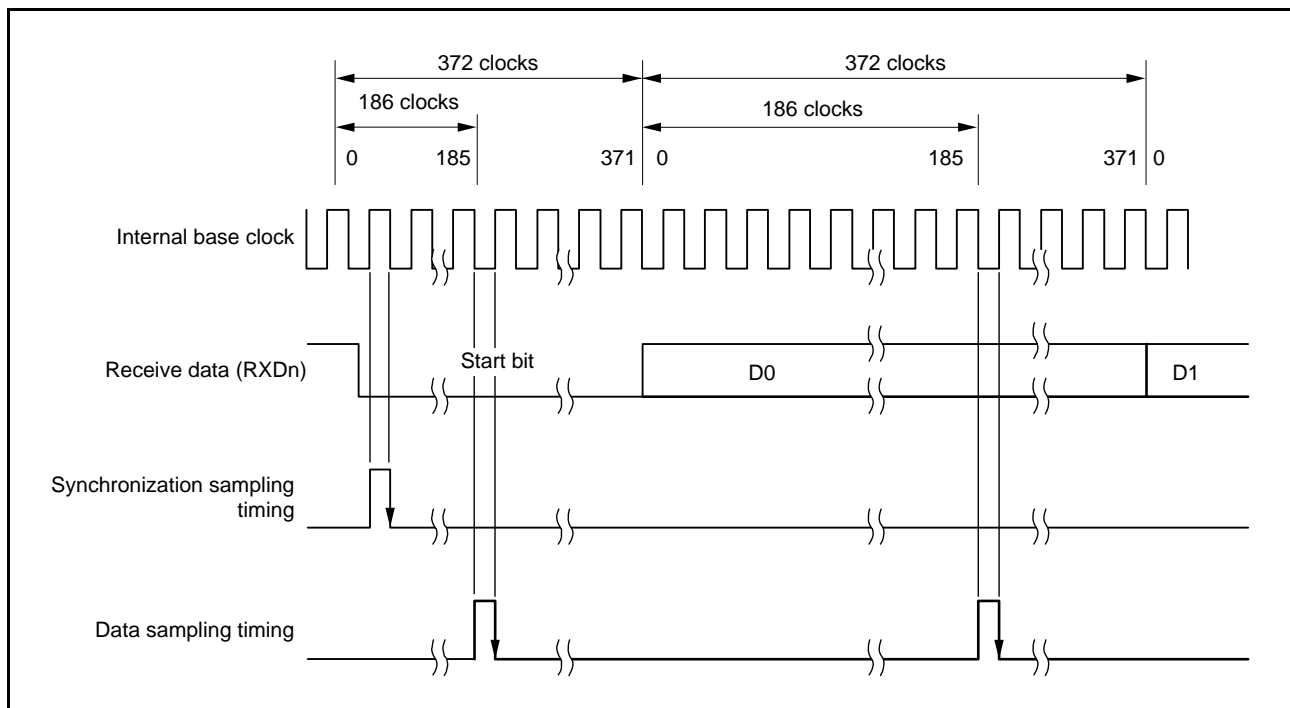 372 clocks 372 clocks
186 clocks 186 clocks
0 185 371 0 185 371 0
Internal base clock
Receive data (RXDn) Start bit D0 D1
Synchronization sampling
timing
Data sampling timing